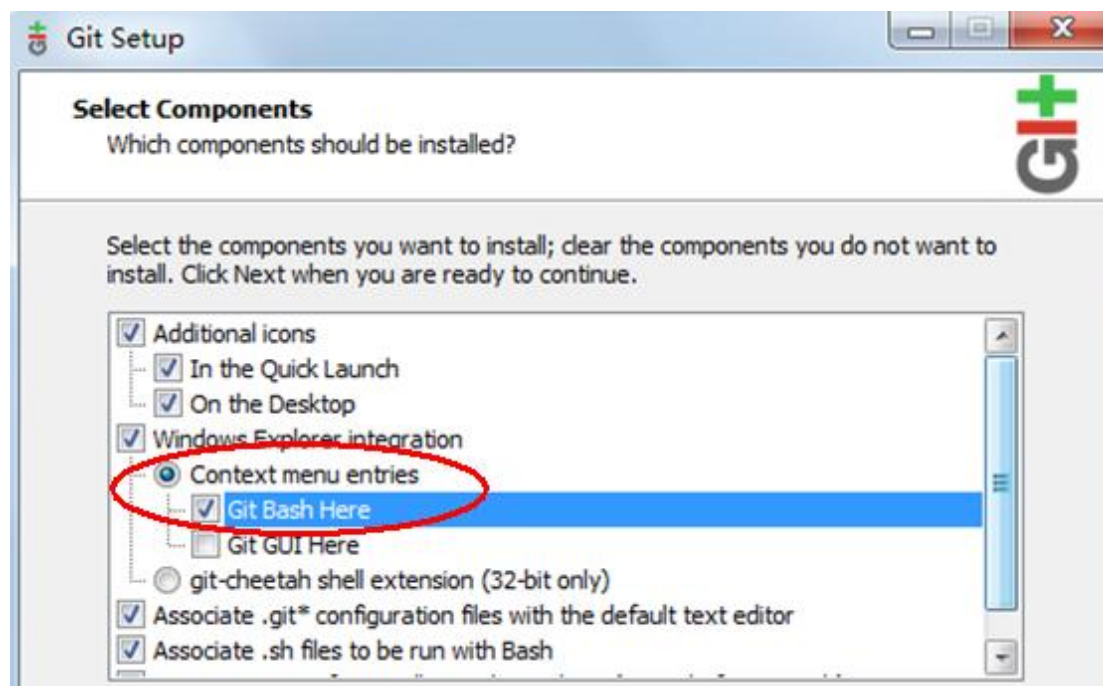 Git Setup
Select Components
Which components should be installed?
Select the components you want to install; clear the components you do not want to
install. Click Next when you are ready to continue.
Additional icons
In the Quick Launch
On the Desktop
Windows Explorer integration
Context menu entries
Git Bash Here
Git GUI Here
git-cheetah shell extension (32-bit only)
Associate .git* configuration files with the default text editor
Associate .sh files to be run with Bash